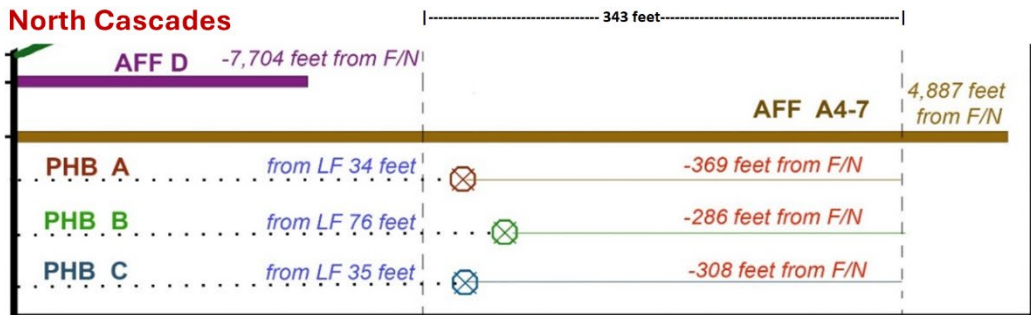 North Cascades
|--------------------------------- 343 feet---------------------------------------------|
AFF D -7,704 feet from F/N
AFF A4-7
4,887 feet
from F/N
PHB A from LF 34 feet -369 feet from F/N
PHB B from LF 76 feet -286 feet from F/N
PHB C from LF 35 feet -308 feet from F/N